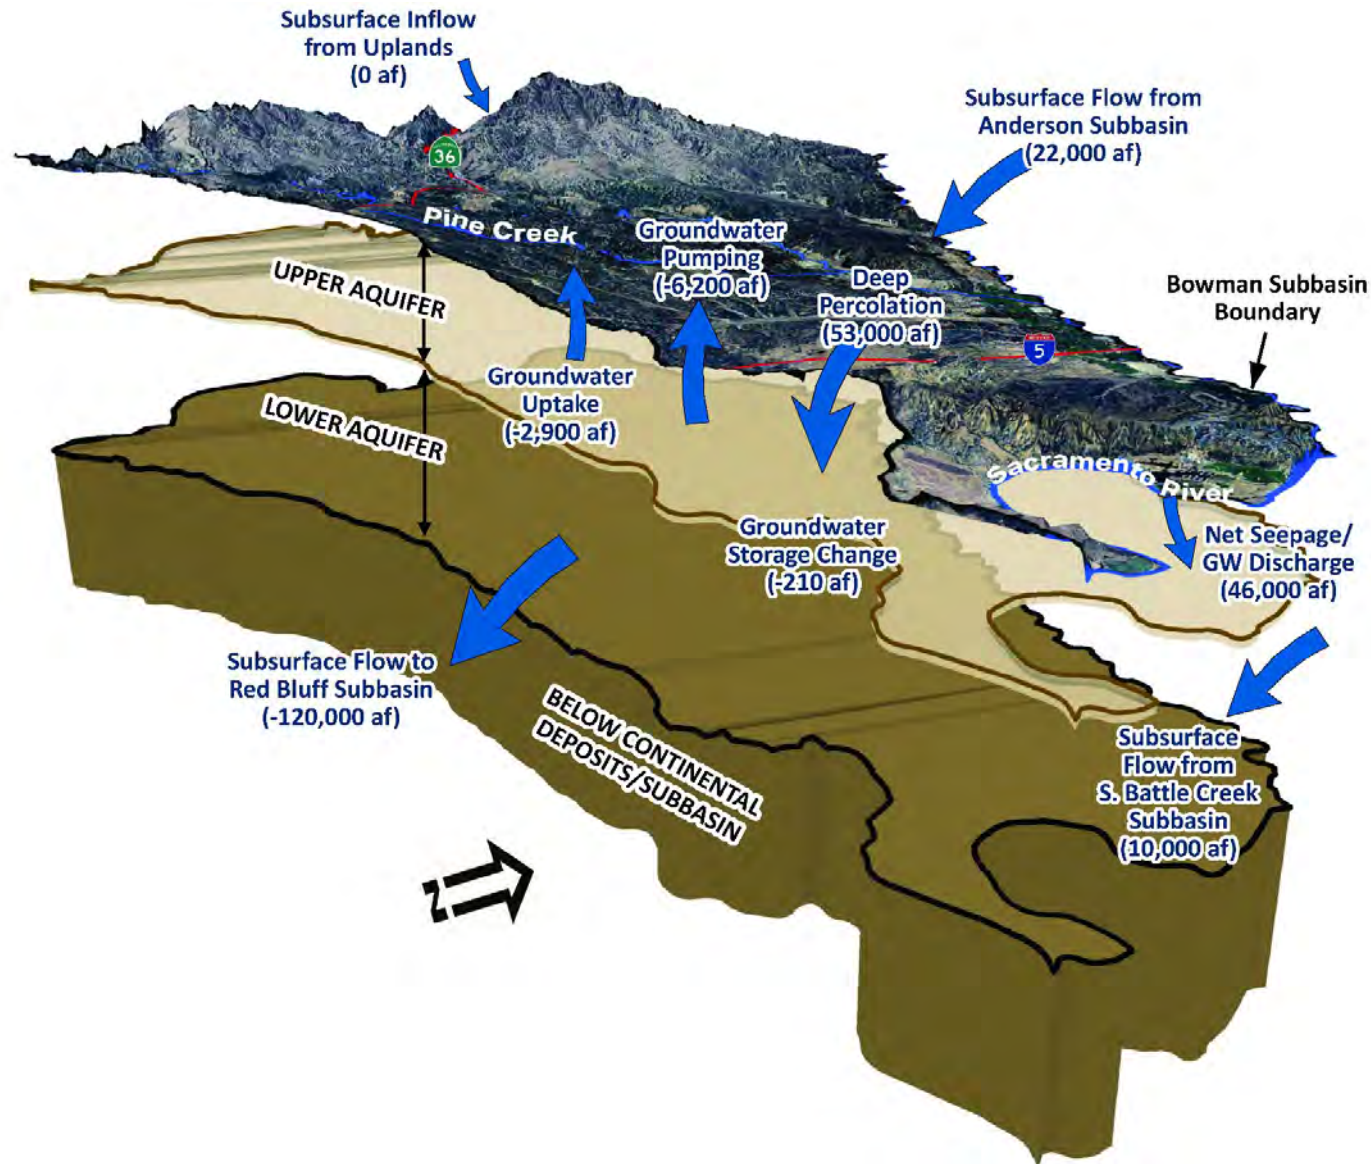 Subsurface Inflow
from Uplands
(0 af)
Subsurface Flow from
Anderson Subbasin
(22,000 af)
36
Pine Creek
Groundwater
Pumping
(-6,200 af)
Deep
Percolation
(53,000 af)
Bowman Subbasin
Boundary
UPPER AQUIFER
5
Groundwater
Uptake
(-2,900 af)
LOWER AQUIFER
Sacramento River
Groundwater
Storage Change
(-210 af)
Net Seepage/
GW Discharge
(46,000 af)
Subsurface Flow to
Red Bluff Subbasin
(-120,000 af)
BELOW CONTINENTAL
DEPOSITS/SUBBASIN
Subsurface
Flow from
S. Battle Creek
Subbasin
(10,000 af)
N